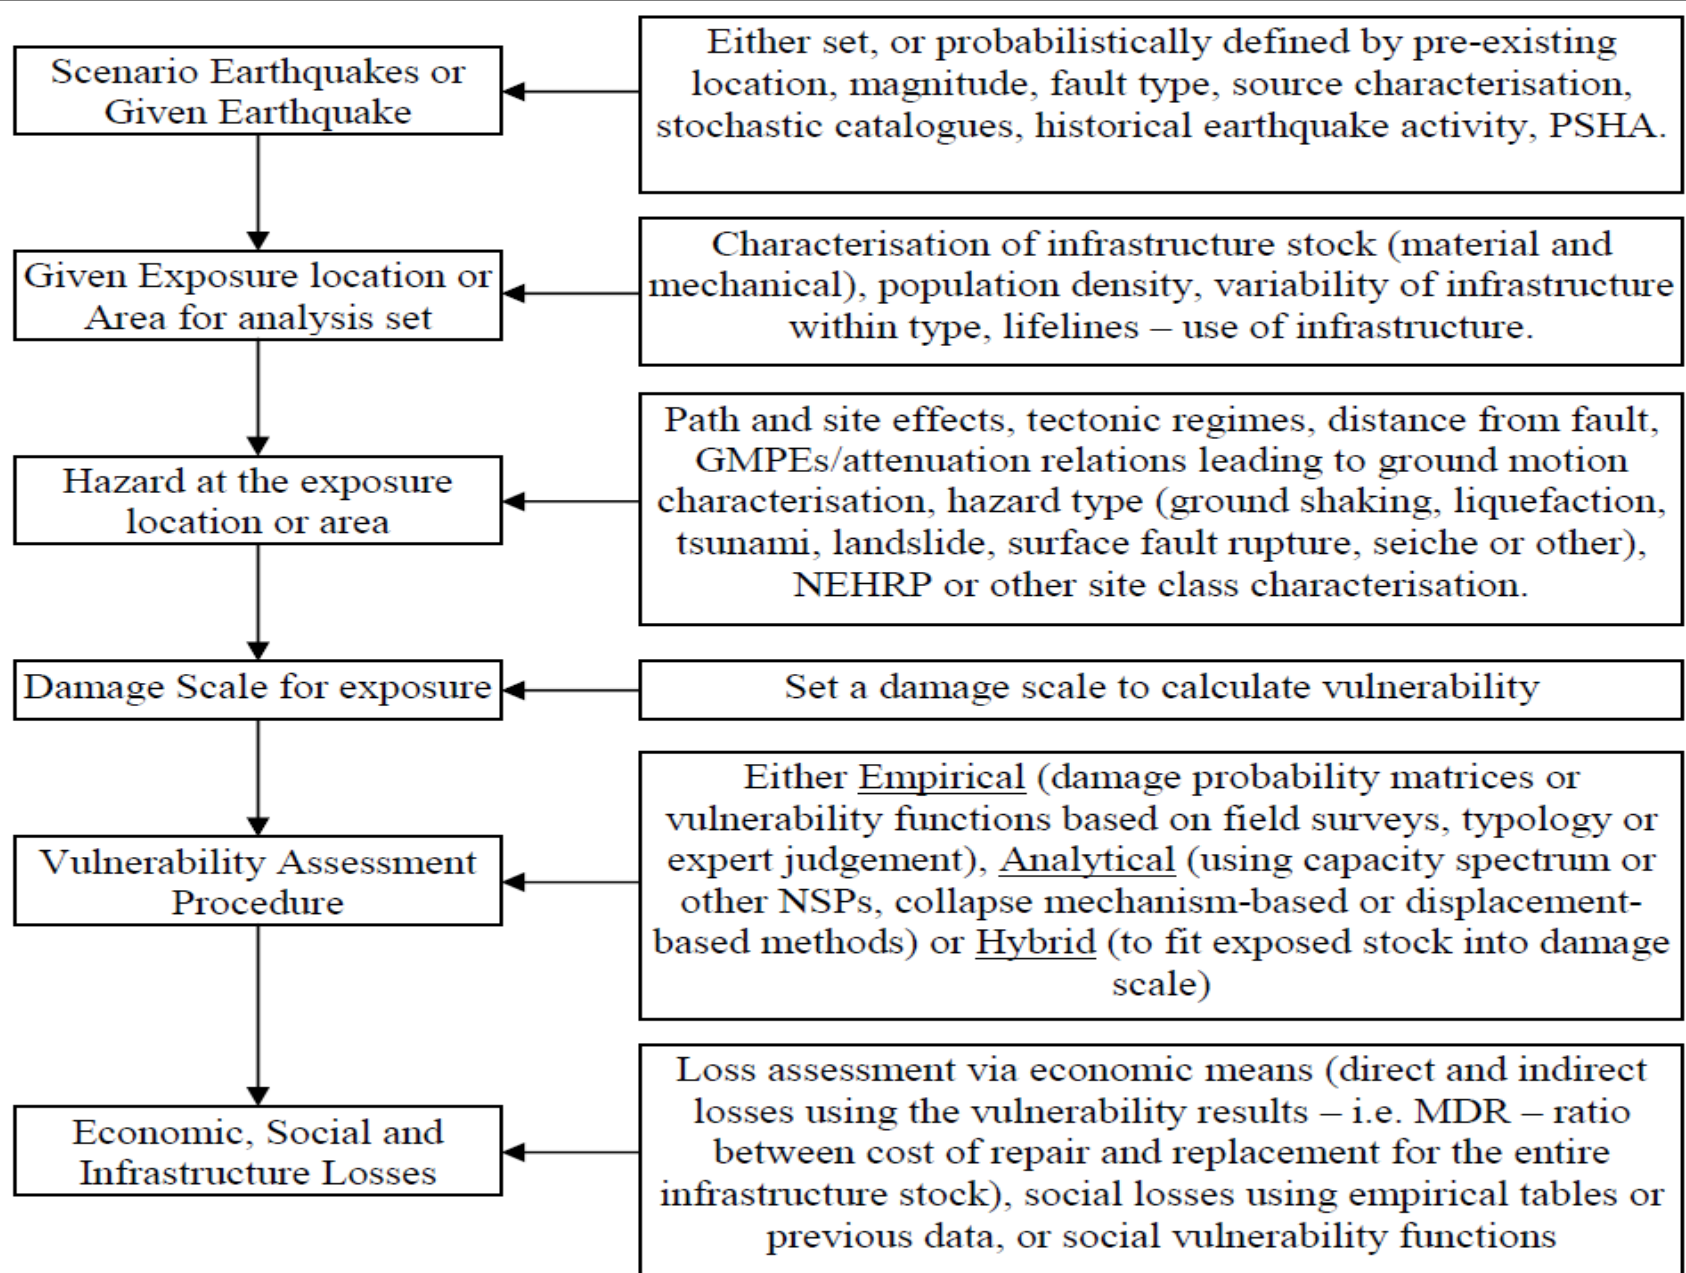 Scenario Earthquakes or
Given Earthquake
Either set, or probabilistically defined by pre-existing
location, magnitude, fault type, source characterisation,
stochastic catalogues, historical earthquake activity, PSHA.
Given Exposure location or
Area for analysis set
Characterisation of infrastructure stock (material and
mechanical), population density, variability of infrastructure
within type, lifelines – use of infrastructure.
Hazard at the exposure
location or area
Path and site effects, tectonic regimes, distance from fault,
GMPEs/attenuation relations leading to ground motion
characterisation, hazard type (ground shaking, liquefaction,
tsunami, landslide, surface fault rupture, seiche or other),
NEHRP or other site class characterisation.
Damage Scale for exposure
Set a damage scale to calculate vulnerability
Vulnerability Assessment
Procedure
Either Empirical (damage probability matrices or
vulnerability functions based on field surveys, typology or
expert judgement), Analytical (using capacity spectrum or
other NSPs, collapse mechanism-based or displacement-
based methods) or Hybrid (to fit exposed stock into damage
scale)
Economic, Social and
Infrastructure Losses
Loss assessment via economic means (direct and indirect
losses using the vulnerability results – i.e. MDR – ratio
between cost of repair and replacement for the entire
infrastructure stock), social losses using empirical tables or
previous data, or social vulnerability functions